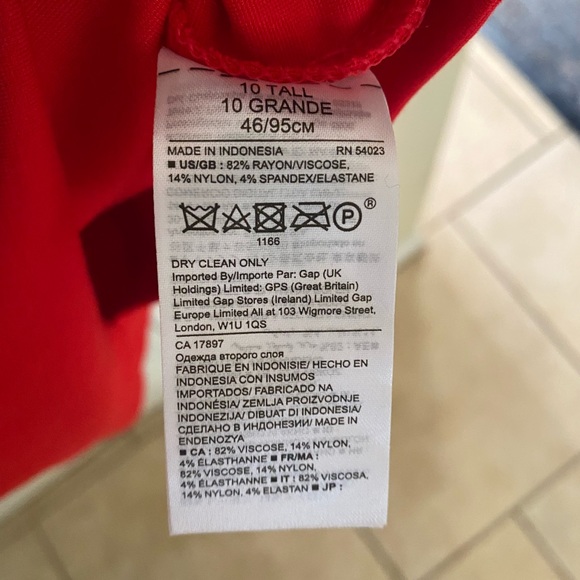 10 TALL
10 GRANDE
46/95CM
MADE IN INDONESIA RN 54023
■ US/GB : 82% RAYON/VISCOSE,
14% NYLON, 4% SPANDEX/ELASTANE
P ®
1166
DRY CLEAN ONLY
Imported By/Importe Par: Gap (UK
Holdings) Limited: GPS (Great Britain)
Limited Gap Stores (Ireland) Limited Gap
Europe Limited All at 103 Wigmore Street,
London, W1U 1QS
CA 17897
Одежда второго слоя
FABRIQUE EN INDONISIE/ HECHO EN
INDONESIA CON INSUMOS
IMPORTADOS/ FABRICADO NA
INDONÉSIA/ ZEMLJA PROIZVODNJE
INDONEZIJA/ DIBUAT DI INDONESIA/
СДЕЛАНО В ИНДОНЕЗИИ/ MADE IN
ENDENOZYA
■ CA : 82% VISCOSE, 14% NYLON,
4% ÉLASTHANNE ■ FR/MA :
82% VISCOSE, 14% NYLON,
4% ÉLASTHANNE ■ IT : 82% VISCOSA,
14% NYLON, 4% ELASTAN ■ JP :